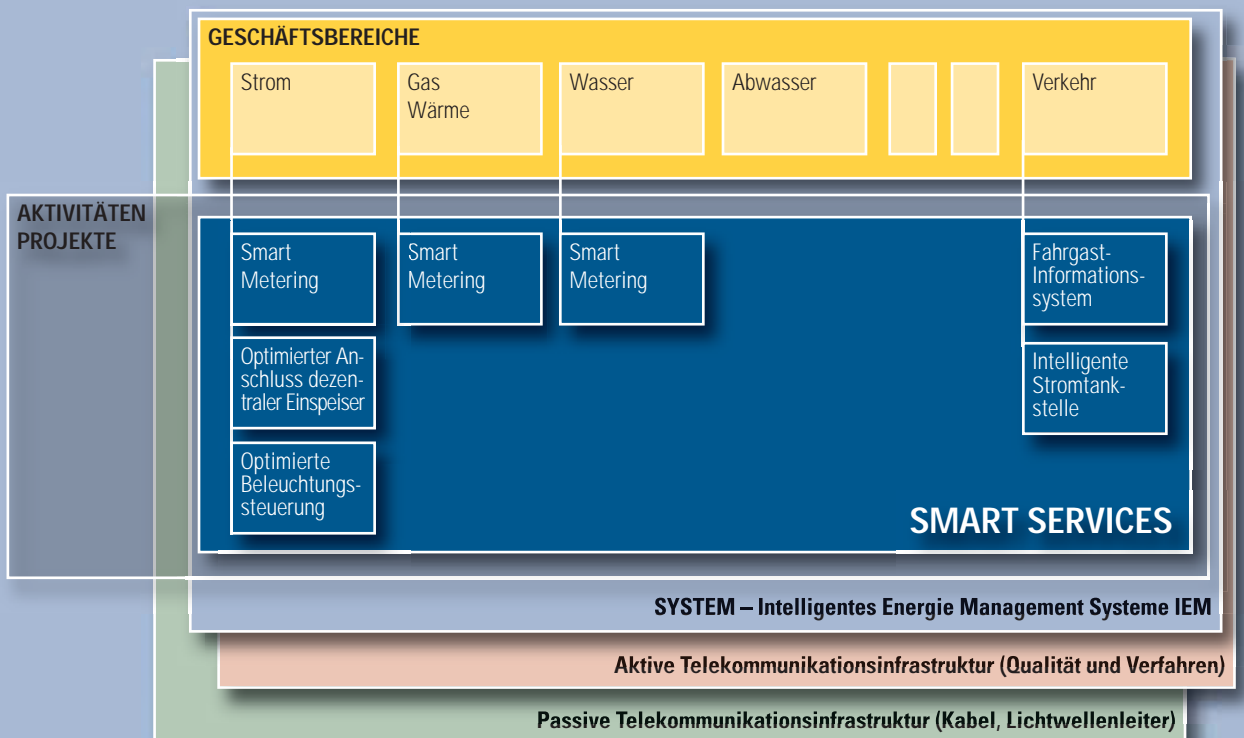 GESCHÄFTSBEREICHE
Strom
Gas
Wärme
Wasser
Abwasser
Verkehr
AKTIVITÄTEN
PROJEKTE
Smart
Metering
Smart
Metering
Smart
Metering
Fahrgast-
Informations-
system
Optimierter An-
schluss dezen-
traler Einspeiser
Intelligente
Stromtank-
stelle
Optimierte
Beleuchtungs-
steuerung
SMART SERVICES
SYSTEM – Intelligentes Energie Management Systeme IEM
Aktive Telekommunikationsinfrastruktur (Qualität und Verfahren)
Passive Telekommunikationsinfrastruktur (Kabel, Lichtwellenleiter)